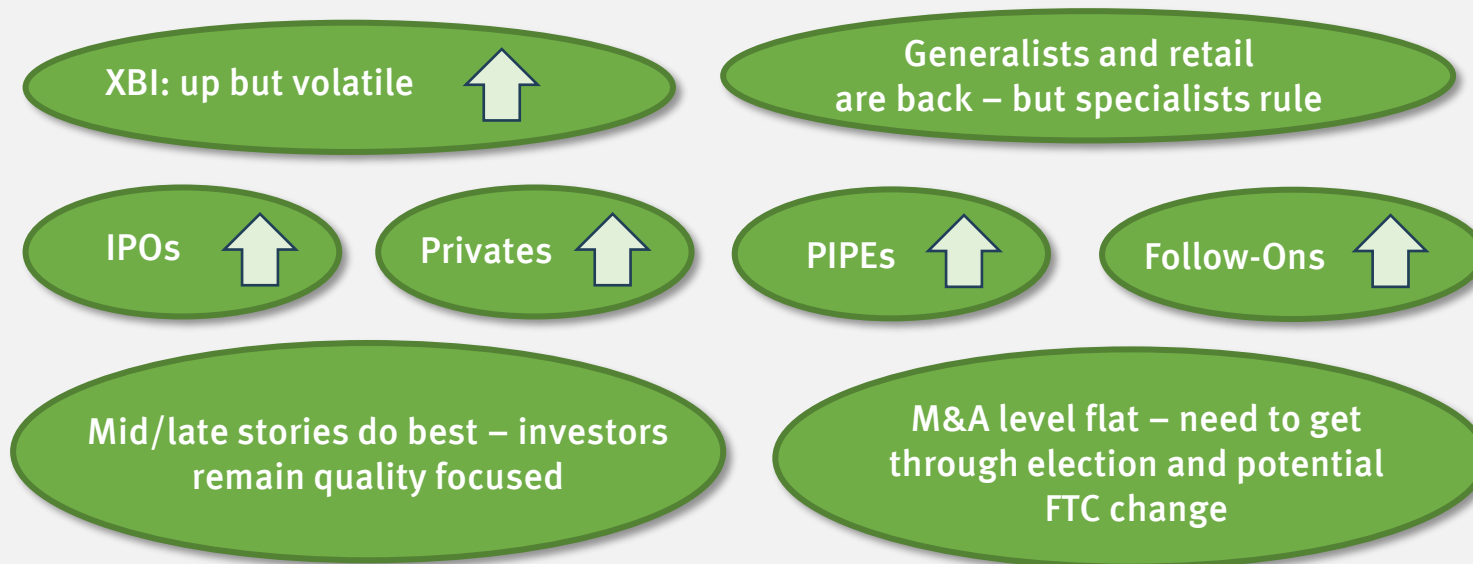 XBI: up but volatile
Generalists and retail
are back – but specialists rule
IPOs
Privates
PIPEs
Follow-Ons
Mid/late stories do best – investors
remain quality focused
M&A level flat – need to get
through election and potential
FTC change